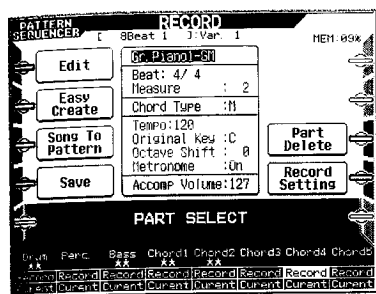 PATTERN SEQUENCER
RECORD
[ 8Beat 1 ]:Var. 1
MEM:09%
Edit
Easy Create
Song To Pattern
Save
Gr.Piano1-GM
Beat: 4/ 4
Measure : 2
Chord Type :M
Tempo:120
Original Key :C
Octave Shift : 0
Metronome :On
Accomp Volume:127
Part Delete
Record Setting
PART SELECT
Drum Perc. Bass Chord1 Chord2 Chord3 Chord4 Chord5
★★ ★★ ★★ ★★
Record Record Record Record Record Record Record
Curent Curent Curent Curent Curent Curent Curent